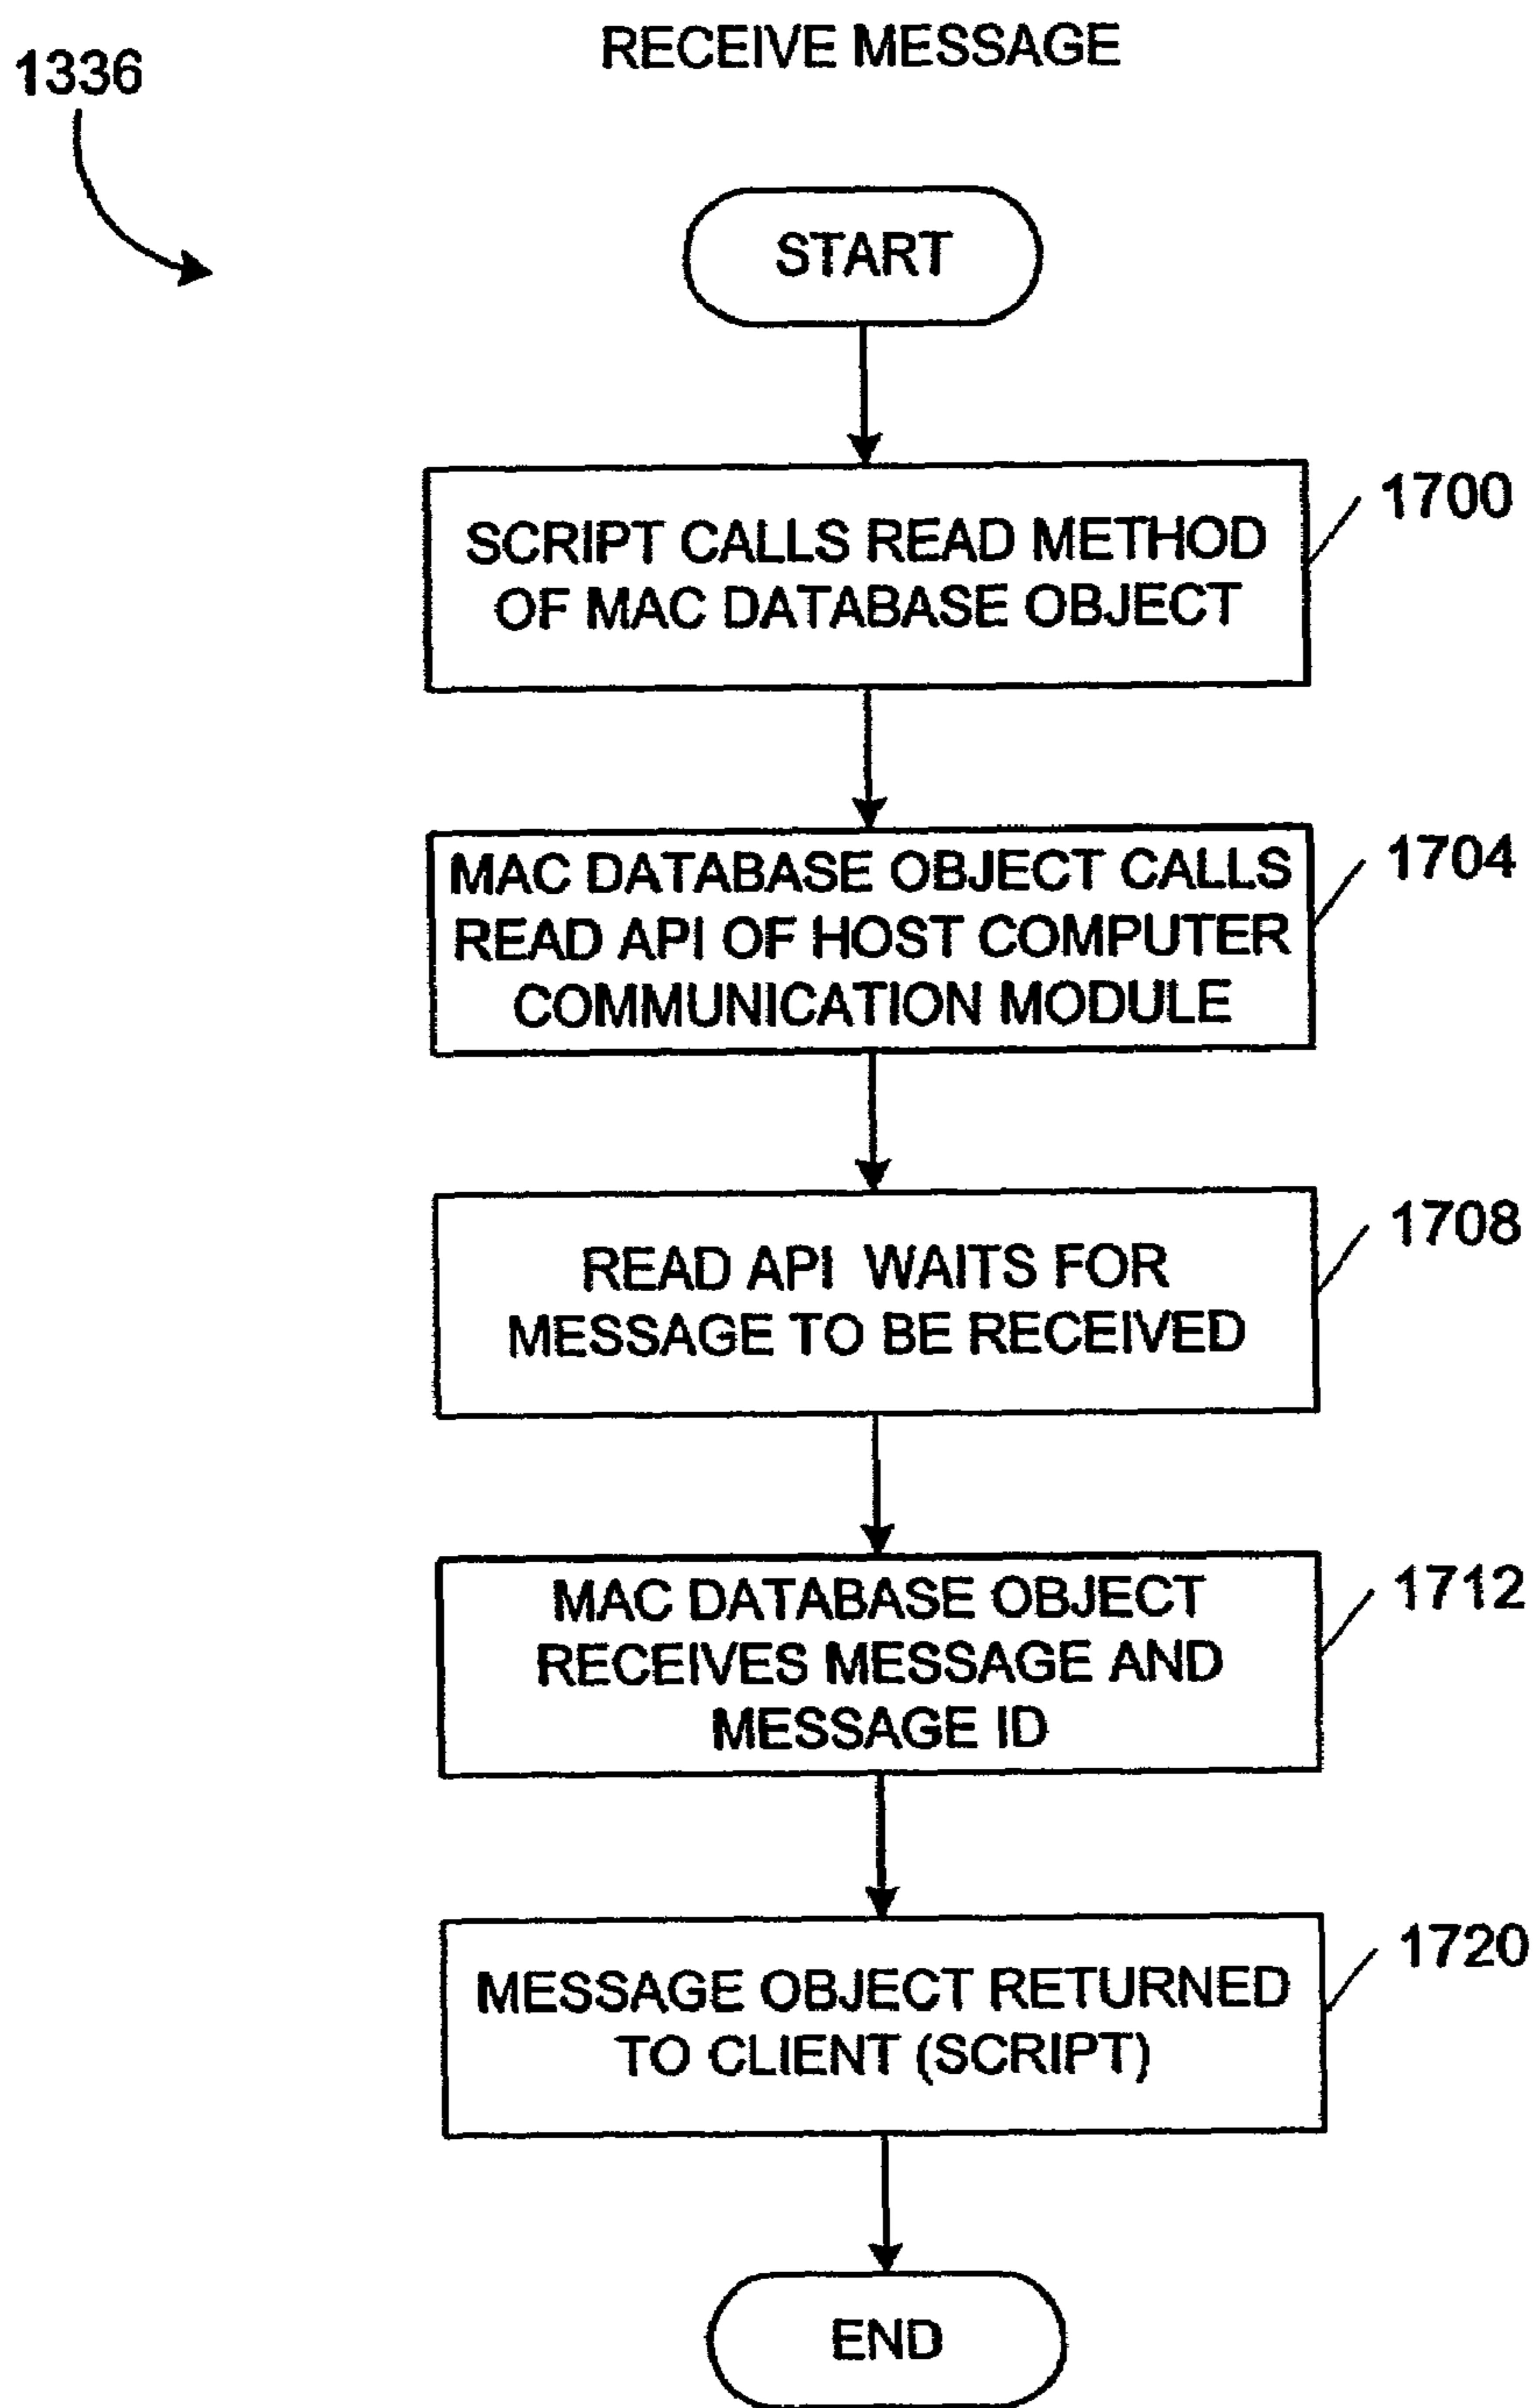 RECEIVE MESSAGE
1336
START
SCRIPT CALLS READ METHOD
OF MAC DATABASE OBJECT
1700
MAC DATABASE OBJECT CALLS
READ API OF HOST COMPUTER
COMMUNICATION MODULE
1704
READ API WAITS FOR
MESSAGE TO BE RECEIVED
1708
MAC DATABASE OBJECT
RECEIVES MESSAGE AND
MESSAGE ID
1712
MESSAGE OBJECT RETURNED
TO CLIENT (SCRIPT)
1720
END